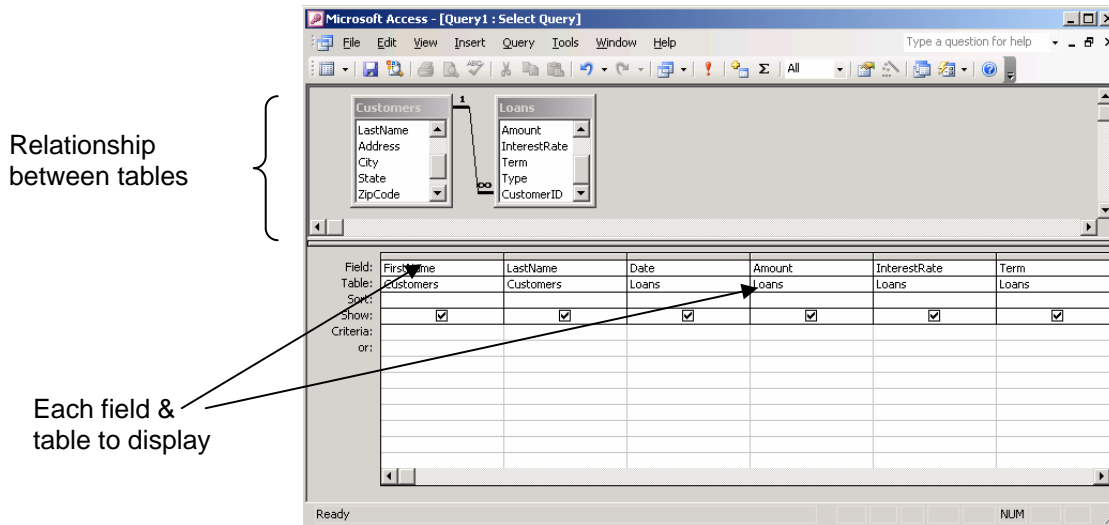 Microsoft Access - [Query1 : Select Query]
File Edit View Insert Query Tools Window Help Type a question for help
ABC All
Relationship
between tables
Customers 1 Loans
LastName Amount
Address InterestRate
City Term
State Type
ZipCode ∞ CustomerID
Field: FirstName LastName Date Amount InterestRate Term
Table: Customers Customers Loans Loans Loans Loans
Sort:
Show:
Criteria:
or:
Each field &
table to display
Ready NUM